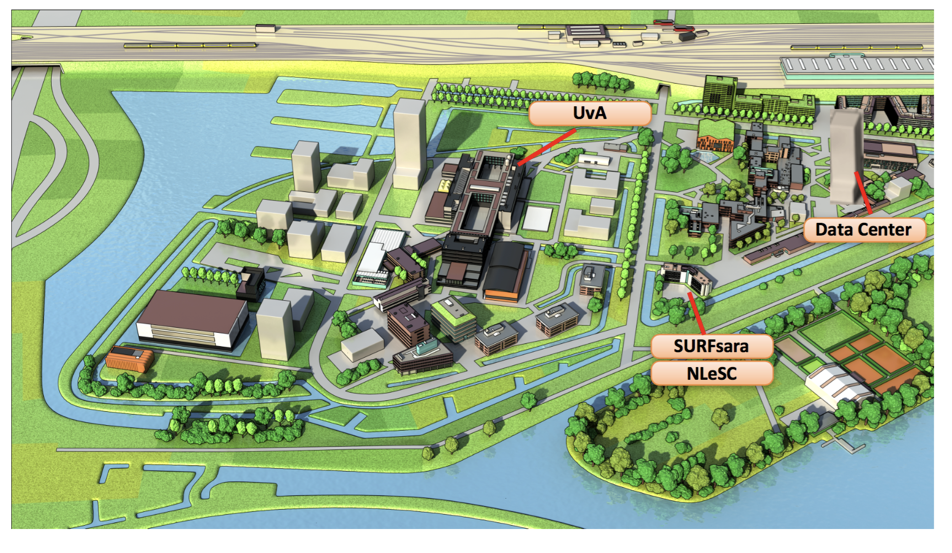 UvA
Data Center
SURFsara
NLeSC